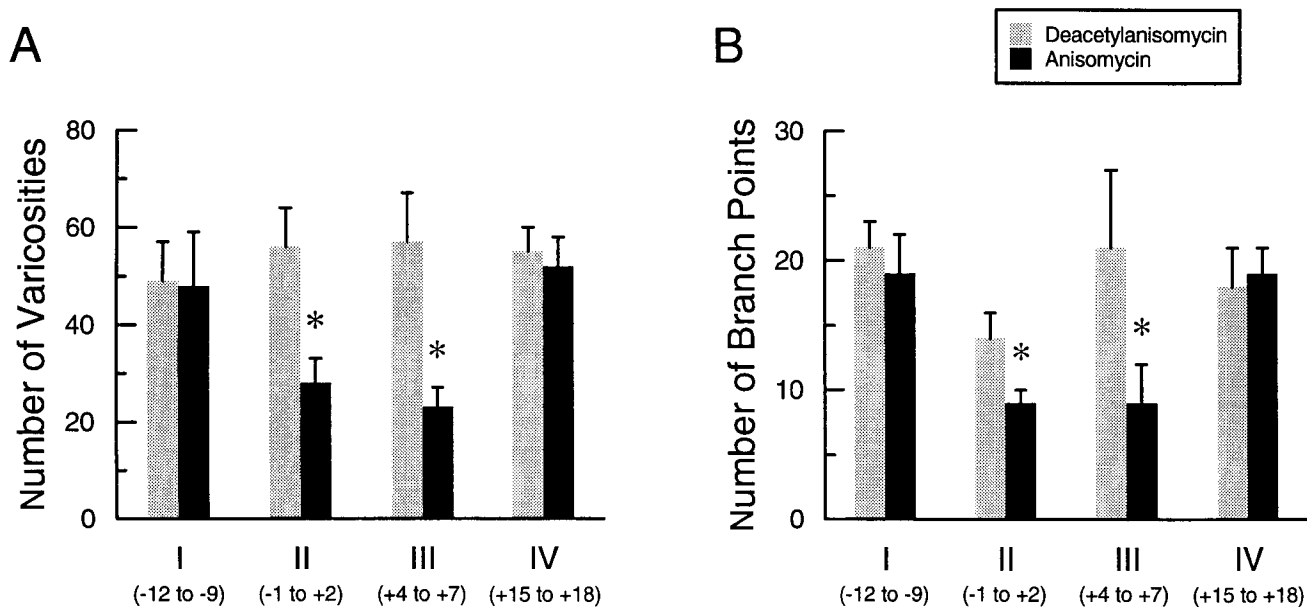 A
Number of Varicosities
80
60
40
20
0
*
*
I
II
III
IV
(-12 to -9)
(-1 to +2)
(+4 to +7)
(+15 to +18)
B
Deacetylanisomycin
Anisomycin
Number of Branch Points
30
20
10
0
*
*
I
II
III
IV
(-12 to -9)
(-1 to +2)
(+4 to +7)
(+15 to +18)